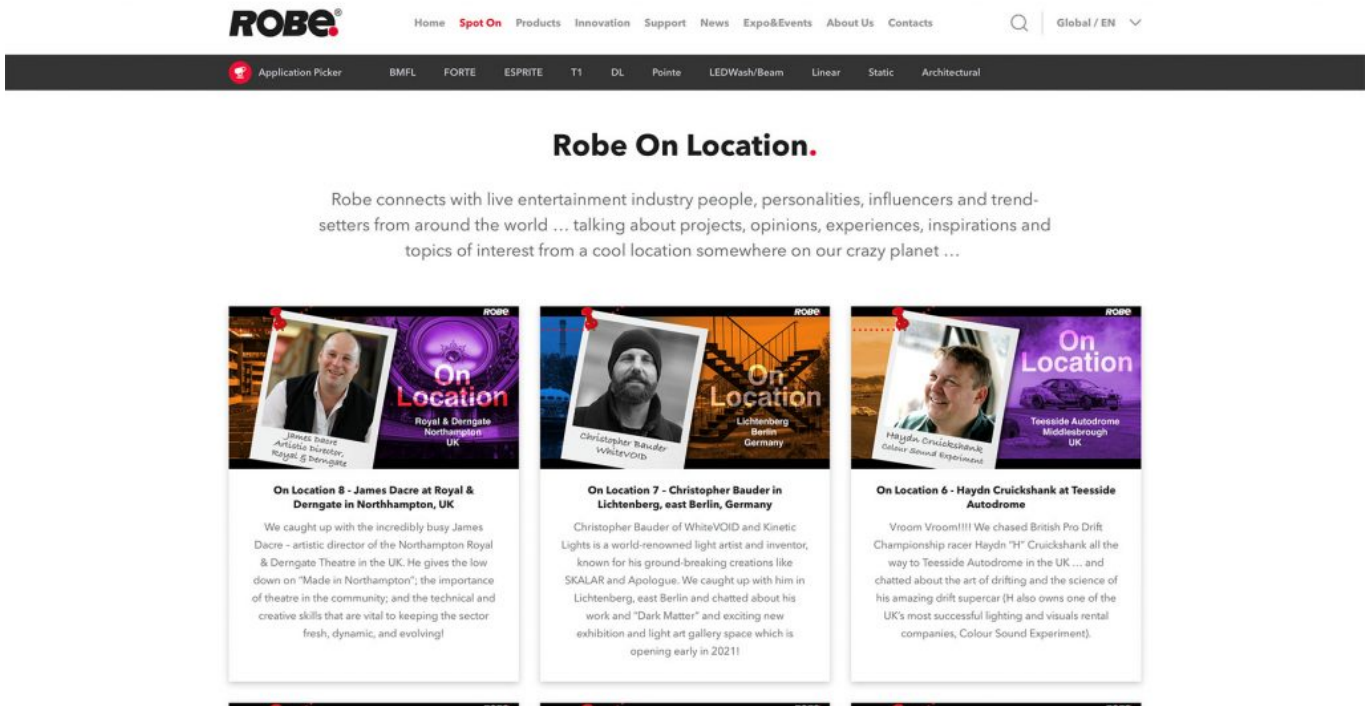 ROBE®
Home Spot On Products Innovation Support News Expo&Events About Us Contacts
Global / EN
Application Picker BMFL FORTE ESPRITE T1 DL Pointe LEDWash/Beam Linear Static Architectural
Robe On Location.
Robe connects with live entertainment industry people, personalities, influencers and trend-
setters from around the world … talking about projects, opinions, experiences, inspirations and
topics of interest from a cool location somewhere on our crazy planet …
ROBE
On
Location
Royal & Derngate
Northampton
UK
James Dacre
Artistic Director,
Royal & Derngate
On Location 8 - James Dacre at Royal &
Derngate in Northhampton, UK
We caught up with the incredibly busy James
Dacre – artistic director of the Northampton Royal
& Derngate Theatre in the UK. He gives the low
down on "Made in Northampton"; the importance
of theatre in the community; and the technical and
creative skills that are vital to keeping the sector
fresh, dynamic, and evolving!
ROBE
On
Location
Lichtenberg
Berlin
Germany
Christopher Bauder
WhiteVOID
On Location 7 – Christopher Bauder in
Lichtenberg, east Berlin, Germany
Christopher Bauder of WhiteVOID and Kinetic
Lights is a world-renowned light artist and inventor,
known for his ground-breaking creations like
SKALAR and Apologue. We caught up with him in
Lichtenberg, east Berlin and chatted about his
work and "Dark Matter" and exciting new
exhibition and light art gallery space which is
opening early in 2021!
ROBE
On
Location
Teesside Autodrome
Middlesbrough
UK
Haydn Cruickshank
Colour Sound Experiment
On Location 6 - Haydn Cruickshank at Teesside
Autodrome
Vroom Vroom!!!! We chased British Pro Drift
Championship racer Haydn "H" Cruickshank all the
way to Teesside Autodrome in the UK … and
chatted about the art of drifting and the science of
his amazing drift supercar (H also owns one of the
UK's most successful lighting and visuals rental
companies, Colour Sound Experiment).